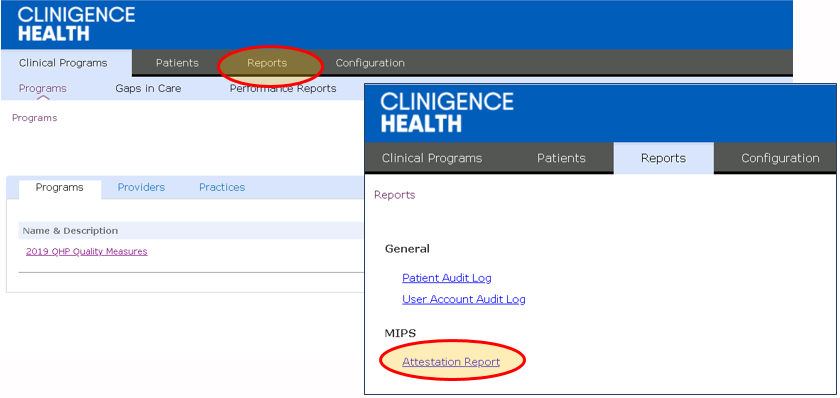 CLINIGENCE
HEALTH
Clinical Programs Patients Reports Configuration
Programs Gaps in Care Performance Reports
Programs
Programs Providers Practices
Name & Description
2019 QHP Quality Measures
CLINIGENCE
HEALTH
Clinical Programs Patients Reports Configuration
Reports
General
Patient Audit Log
User Account Audit Log
MIPS
Attestation Report